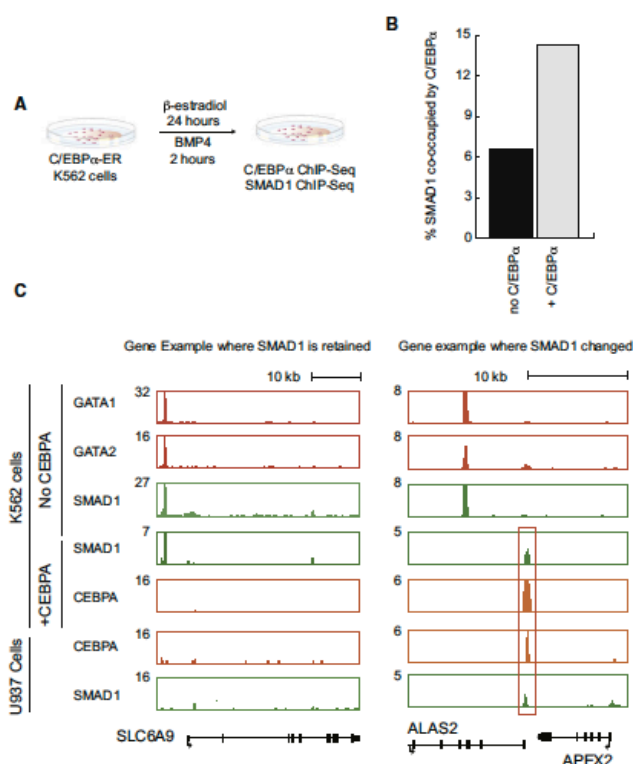 A
C/EBPα-ER
K562 cells
β-estradiol
24 hours
BMP4
2 hours
C/EBPα ChIP-Seq
SMAD1 ChIP-Seq
B
% SMAD1 co-occupied by C/EBPα
15
12
9
6
3
0
no C/EBPα
+ C/EBPα
C
Gene Example where SMAD1 is retained
Gene example where SMAD1 changed
10 kb
10 kb
K562 cells
No CEBPA
+CEBPA
U937 Cells
GATA1
32
8
GATA2
16
8
SMAD1
27
8
SMAD1
7
5
CEBPA
16
6
CEBPA
16
6
SMAD1
16
5
SLC6A9
ALAS2
APEX2